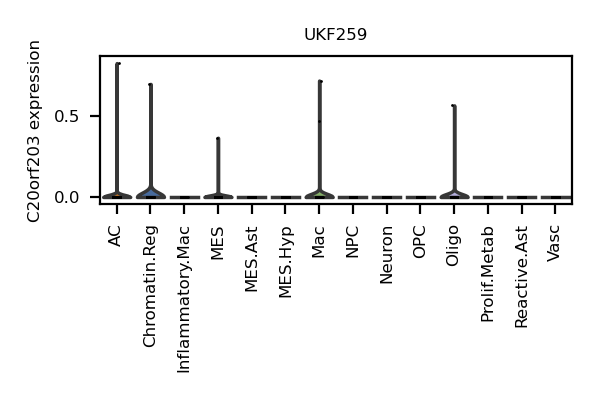 UKF259
C20orf203 expression
0.5
0.0
AC
Chromatin.Reg
Inflammatory.Mac
MES
MES.Ast
MES.Hyp
Mac
NPC
Neuron
OPC
Oligo
Prolif.Metab
Reactive.Ast
Vasc